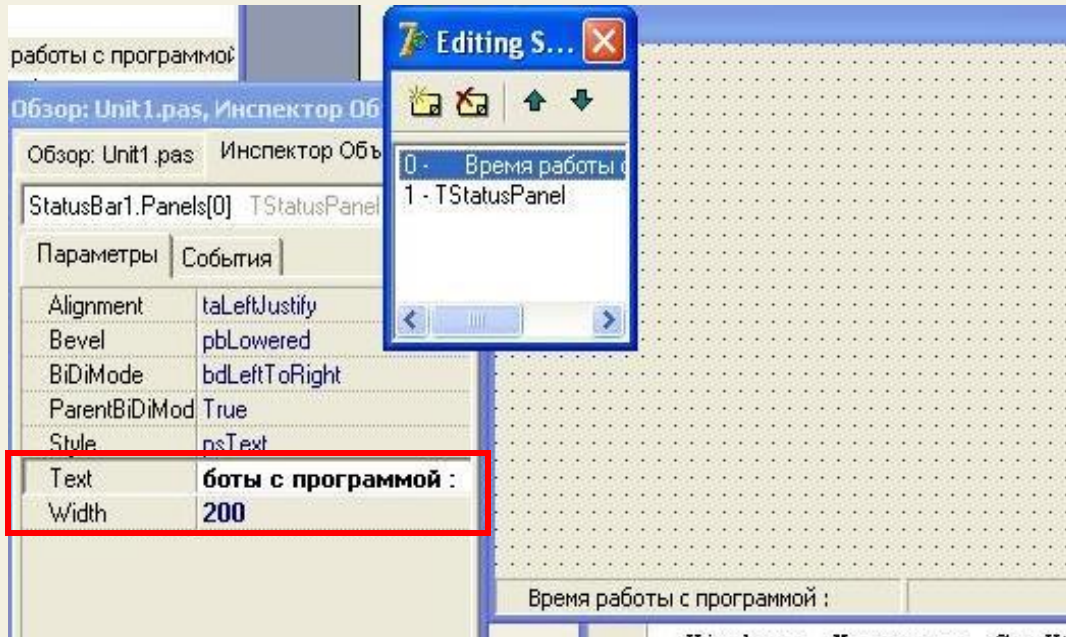 работы с программой
Editing S...
Обзор: Unit1.pas, Инспектор Об
Обзор: Unit1.pas Инспектор Объ
StatusBar1.Panels[0] TStatusPanel
Параметры События
0 - Время работы с
1 - TStatusPanel
Alignment taLeftJustify
Bevel pbLowered
BiDiMode bdLeftToRight
ParentBiDiMod True
Style psText
Text боты с программой :
Width 200
Время работы с программой :